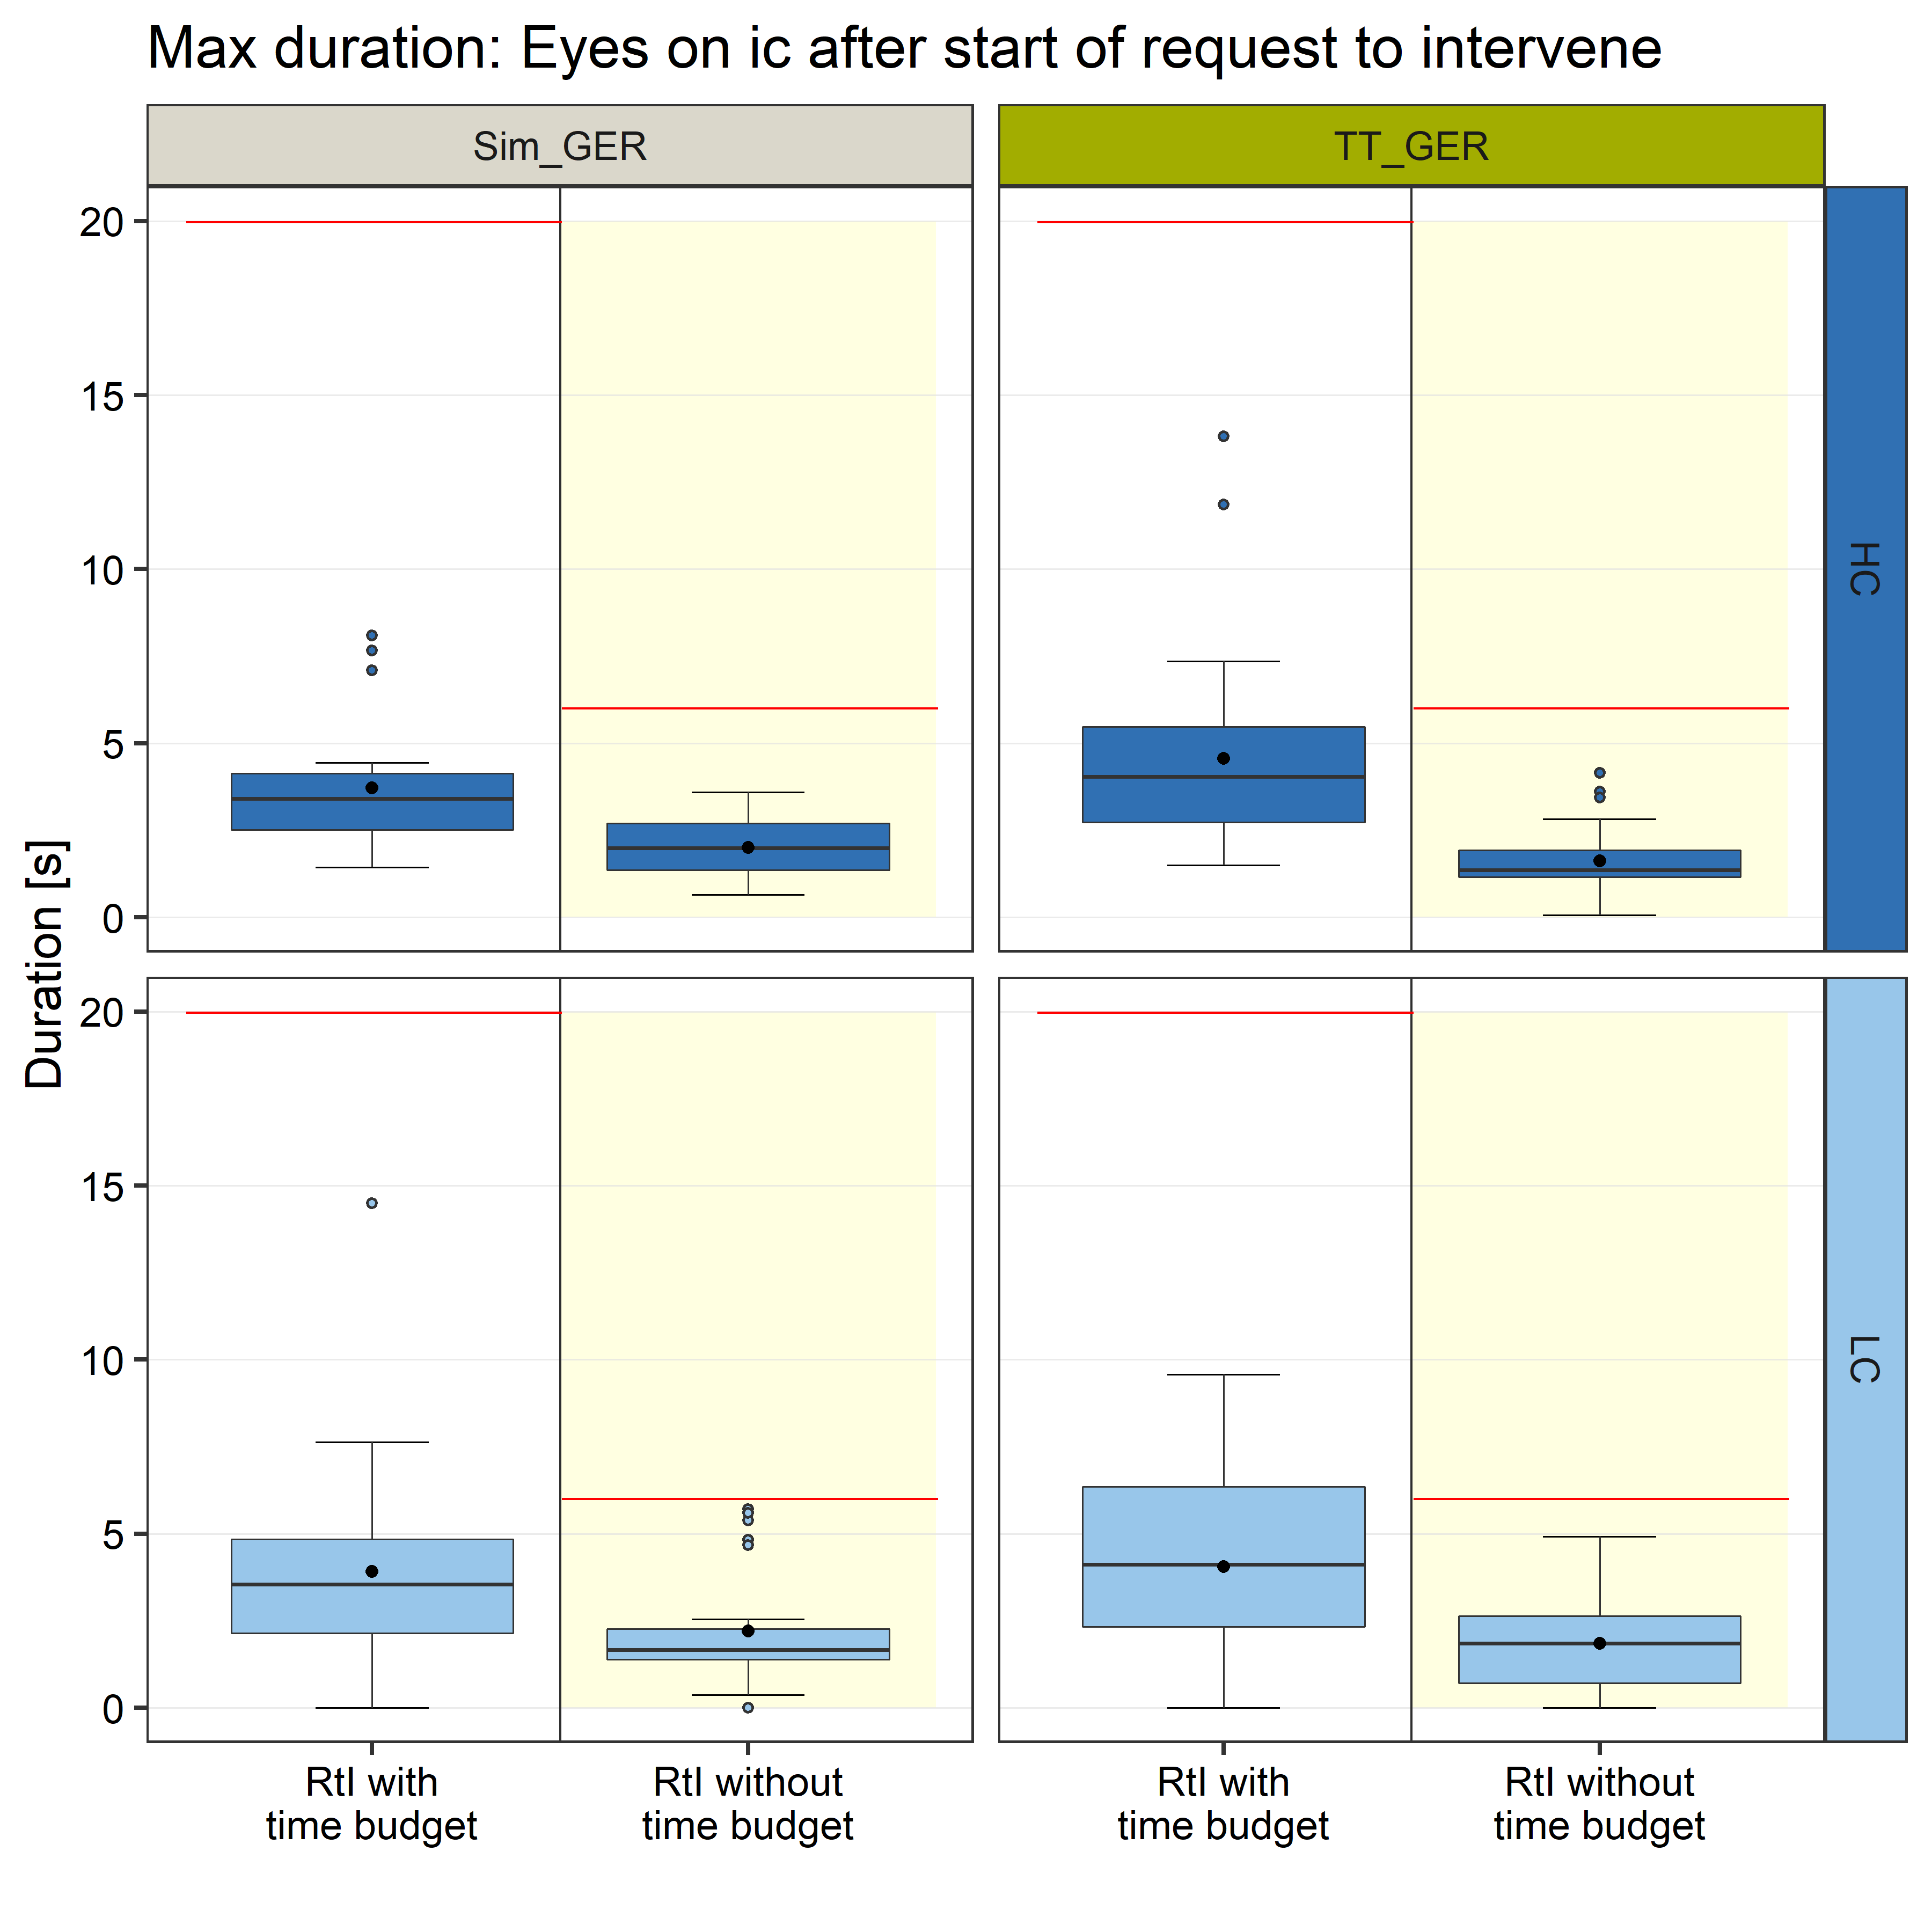 Max duration: Eyes on ic after start of request to intervene
Sim_GER
TT_GER
Duration [s]
20
15
10
5
0
HC
20
15
10
5
0
LC
RtI with
time budget
RtI without
time budget
RtI with
time budget
RtI without
time budget